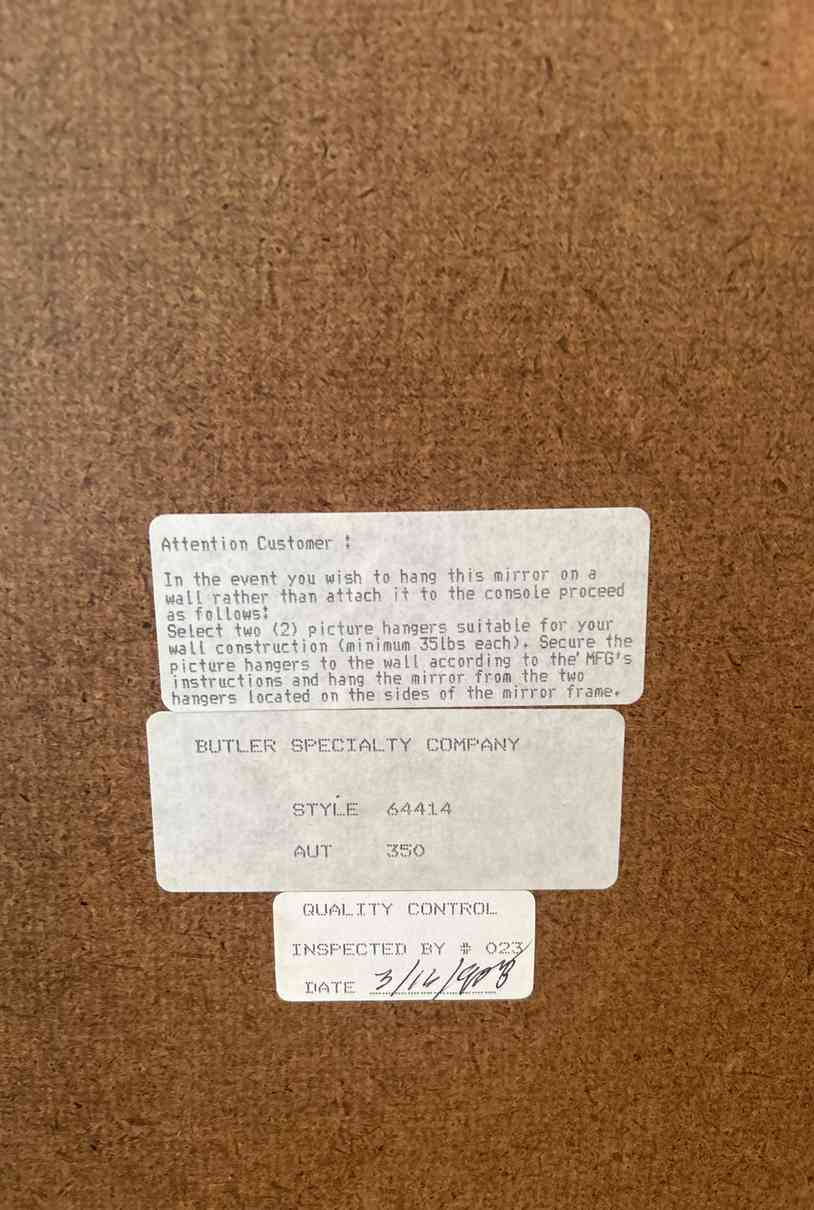 Attention Customer :
In the event you wish to hang this mirror on a
wall rather than attach it to the console proceed
as follows:
Select two (2) picture hangers suitable for your
wall construction (minimum 35lbs each). Secure the
picture hangers to the wall according to the MFG's
instructions and hang the mirror from the two
hangers located on the sides of the mirror frame.
BUTLER SPECIALTY COMPANY
STYLE 64414
AUT 350
QUALITY CONTROL
INSPECTED BY # 023
DATE